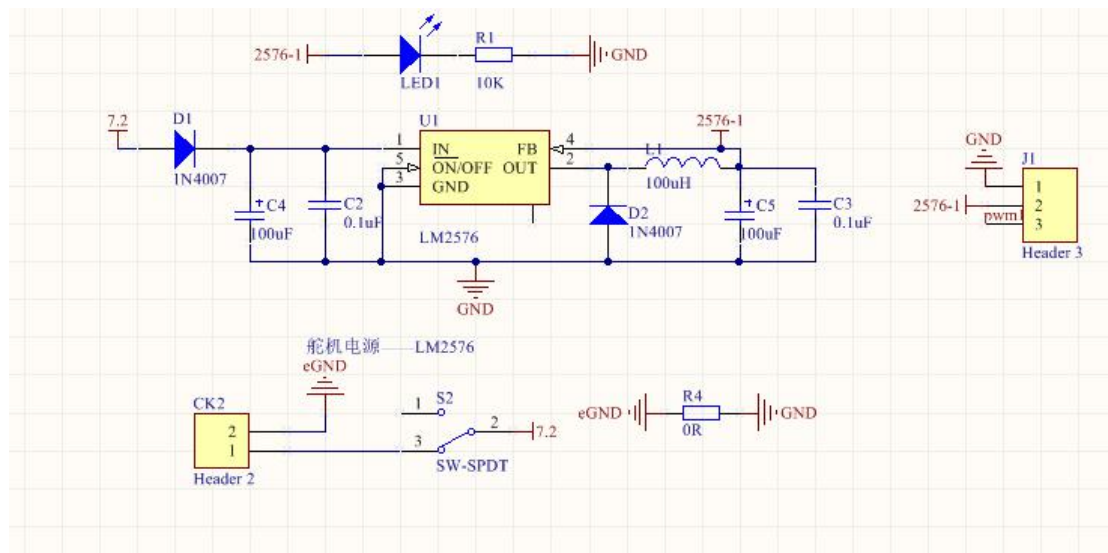 2576-1
R1
GND
LED1
10K
7.2
D1
1N4007
U1
2576-1
1
IN
FB
4
5
ON/OFF
OUT
2
3
GND
L1
100uH
C4
100uF
C2
0.1uF
LM2576
D2
1N4007
C5
100uF
C3
0.1uF
GND
GND
J1
1
2576-1
2
pwm1
3
Header 3
舵机电源——LM2576
eGND
CK2
2
1
Header 2
1
S2
2
7.2
3
SW-SPDT
eGND
R4
GND
0R